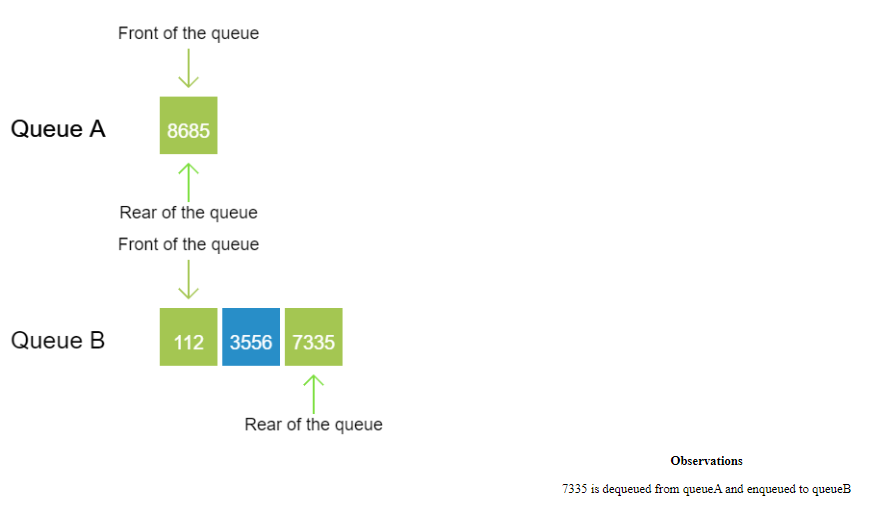 Front of the queue
Queue A
8685
Rear of the queue
Front of the queue
Queue B
112 3556 7335
Rear of the queue
Observations
7335 is dequeued from queueA and enqueued to queueB